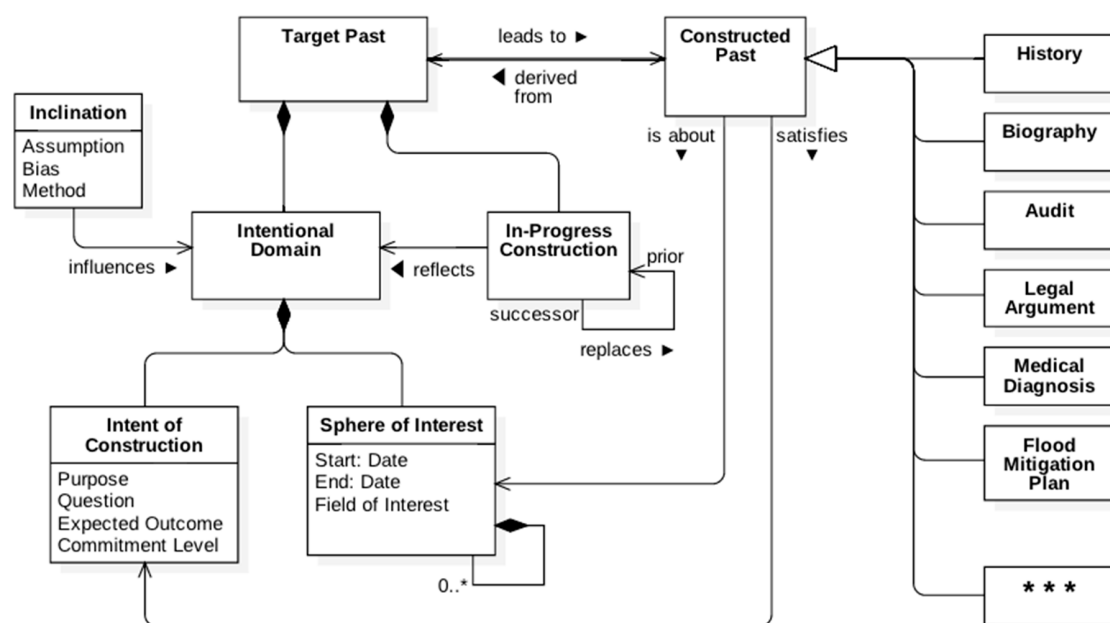 Target Past
leads to ►
◄ derived
from
Constructed
Past
History
Inclination
Assumption
Bias
Method
is about
▼
satisfies
▼
Biography
Audit
Intentional
Domain
influences ►
◄ reflects
In-Progress
Construction
prior
successor
replaces ►
Legal
Argument
Medical
Diagnosis
Intent of
Construction
Purpose
Question
Expected Outcome
Commitment Level
Sphere of Interest
Start: Date
End: Date
Field of Interest
0..*
Flood
Mitigation
Plan
* * *